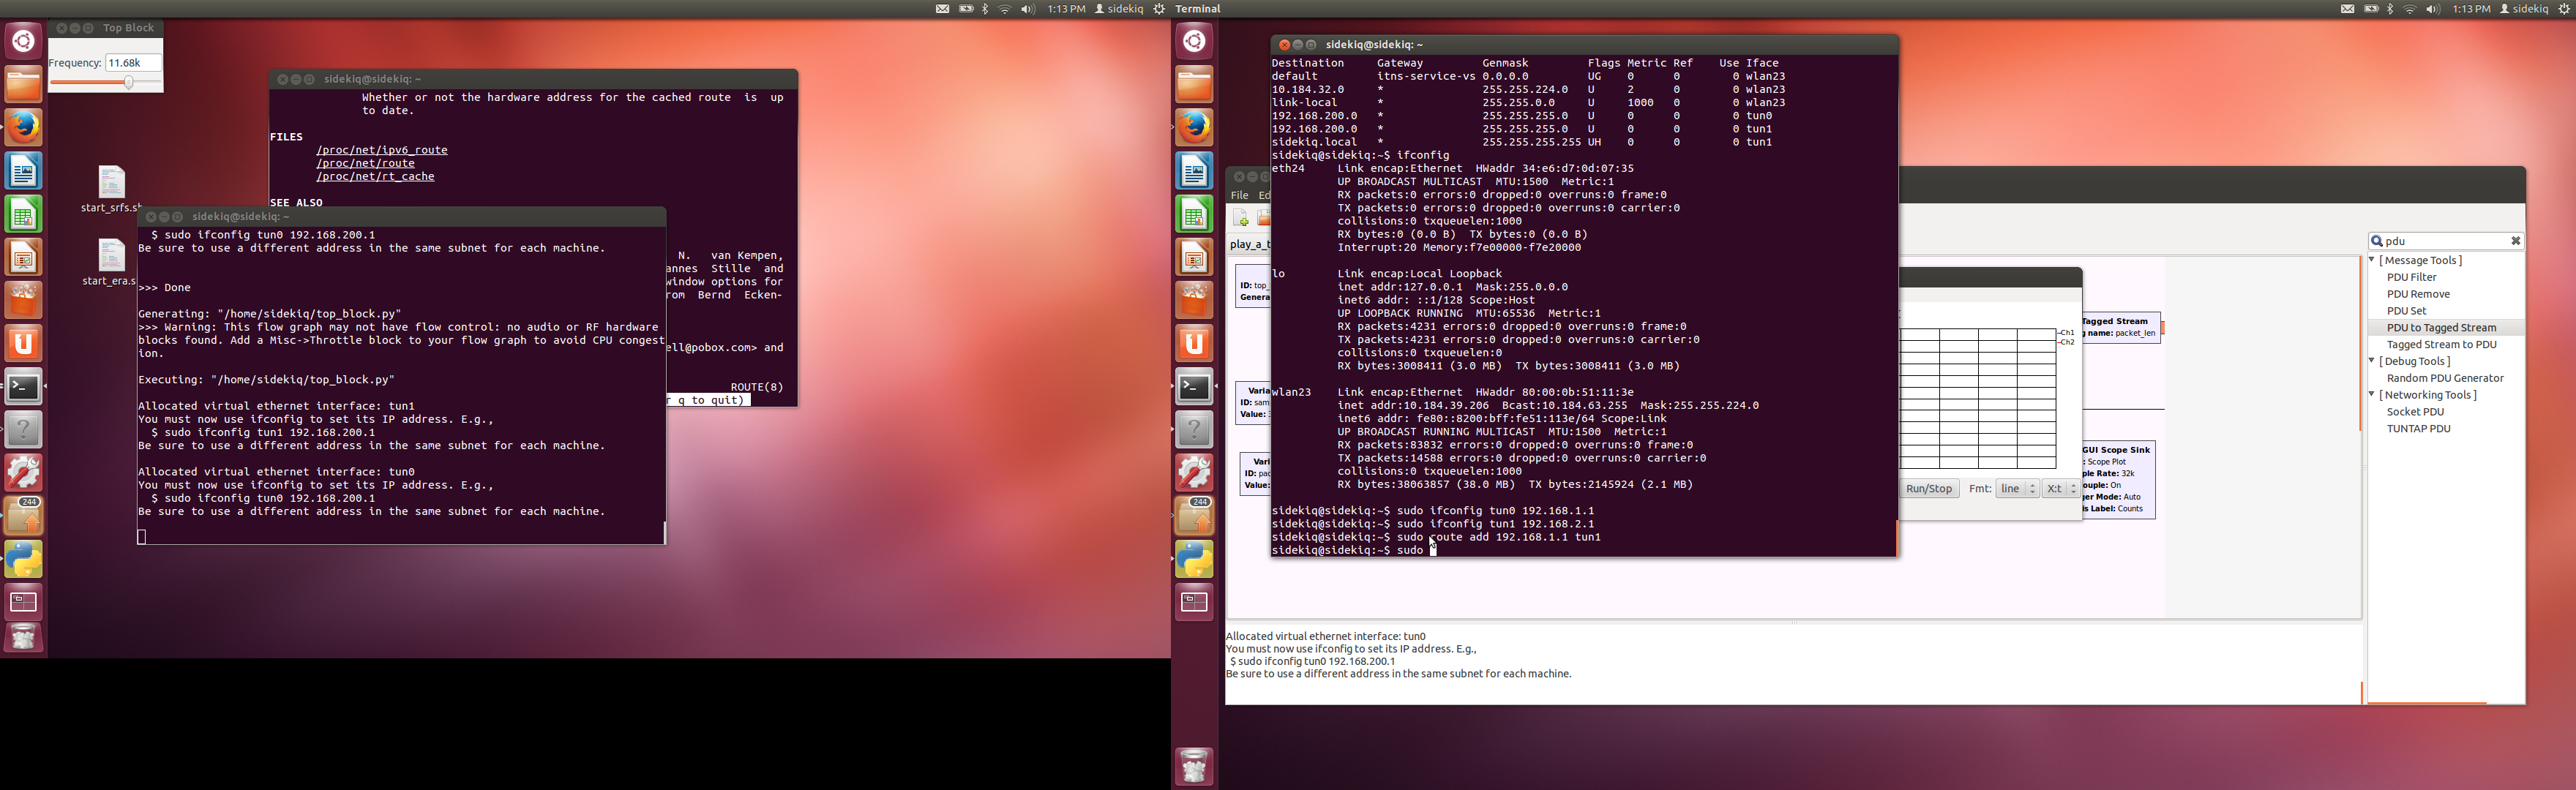 1:13 PM sidekiq
Top Block
Frequency: 11.68k
start_srfs.sh
start_era.s
sidekiq@sidekiq: ~
Whether or not the hardware address for the cached route is up
to date.
FILES
/proc/net/ipv6_route
/proc/net/route
/proc/net/rt_cache
SEE ALSO
N. van Kempen,
annes Stille and
window options for
rom Bernd Ecken-
ell@pobox.com> and
ROUTE(8)
r q to quit)
sidekiq@sidekiq: ~
$ sudo ifconfig tun0 192.168.200.1
Be sure to use a different address in the same subnet for each machine.
>>> Done
Generating: "/home/sidekiq/top_block.py"
>>> Warning: This flow graph may not have flow control: no audio or RF hardware
blocks found. Add a Misc->Throttle block to your flow graph to avoid CPU congest
ion.
Executing: "/home/sidekiq/top_block.py"
Allocated virtual ethernet interface: tun1
You must now use ifconfig to set its IP address. E.g.,
$ sudo ifconfig tun1 192.168.200.1
Be sure to use a different address in the same subnet for each machine.
Allocated virtual ethernet interface: tun0
You must now use ifconfig to set its IP address. E.g.,
$ sudo ifconfig tun0 192.168.200.1
Be sure to use a different address in the same subnet for each machine.
244
Terminal
1:13 PM sidekiq
sidekiq@sidekiq: ~
Destination Gateway Genmask Flags Metric Ref Use Iface
default itns-service-vs 0.0.0.0 UG 0 0 0 wlan23
10.184.32.0 * 255.255.224.0 U 2 0 0 wlan23
link-local * 255.255.0.0 U 1000 0 0 wlan23
192.168.200.0 * 255.255.255.0 U 0 0 0 tun0
192.168.200.0 * 255.255.255.0 U 0 0 0 tun1
sidekiq.local * 255.255.255.255 UH 0 0 0 tun1
sidekiq@sidekiq:~$ ifconfig
eth24 Link encap:Ethernet HWaddr 34:e6:d7:0d:07:35
UP BROADCAST MULTICAST MTU:1500 Metric:1
RX packets:0 errors:0 dropped:0 overruns:0 frame:0
TX packets:0 errors:0 dropped:0 overruns:0 carrier:0
collisions:0 txqueuelen:1000
RX bytes:0 (0.0 B) TX bytes:0 (0.0 B)
Interrupt:20 Memory:f7e00000-f7e20000
lo Link encap:Local Loopback
inet addr:127.0.0.1 Mask:255.0.0.0
inet6 addr: ::1/128 Scope:Host
UP LOOPBACK RUNNING MTU:65536 Metric:1
RX packets:4231 errors:0 dropped:0 overruns:0 frame:0
TX packets:4231 errors:0 dropped:0 overruns:0 carrier:0
collisions:0 txqueuelen:0
RX bytes:3008411 (3.0 MB) TX bytes:3008411 (3.0 MB)
wlan23 Link encap:Ethernet HWaddr 80:00:0b:51:11:3e
inet addr:10.184.39.206 Bcast:10.184.63.255 Mask:255.255.224.0
inet6 addr: fe80::8200:bff:fe51:113e/64 Scope:Link
UP BROADCAST RUNNING MULTICAST MTU:1500 Metric:1
RX packets:83832 errors:0 dropped:0 overruns:0 frame:0
TX packets:14588 errors:0 dropped:0 overruns:0 carrier:0
collisions:0 txqueuelen:1000
RX bytes:38063857 (38.0 MB) TX bytes:2145924 (2.1 MB)
sidekiq@sidekiq:~$ sudo ifconfig tun0 192.168.1.1
sidekiq@sidekiq:~$ sudo ifconfig tun1 192.168.2.1
sidekiq@sidekiq:~$ sudo route add 192.168.1.1 tun1
sidekiq@sidekiq:~$ sudo
244
File Ed
play_a_t
ID: top_
Genera
Varia
ID: sam
Value: 3
Vari
ID: pac
Value:
Ch1
Ch2
Run/Stop Fmt: line X:t
Tagged Stream
g name: packet_len
GUI Scope Sink
: Scope Plot
ple Rate: 32k
ouple: On
ger Mode: Auto
is Label: Counts
pdu
[ Message Tools ]
PDU Filter
PDU Remove
PDU Set
PDU to Tagged Stream
Tagged Stream to PDU
[ Debug Tools ]
Random PDU Generator
[ Networking Tools ]
Socket PDU
TUNTAP PDU
Allocated virtual ethernet interface: tun0
You must now use ifconfig to set its IP address. E.g.,
$ sudo ifconfig tun0 192.168.200.1
Be sure to use a different address in the same subnet for each machine.